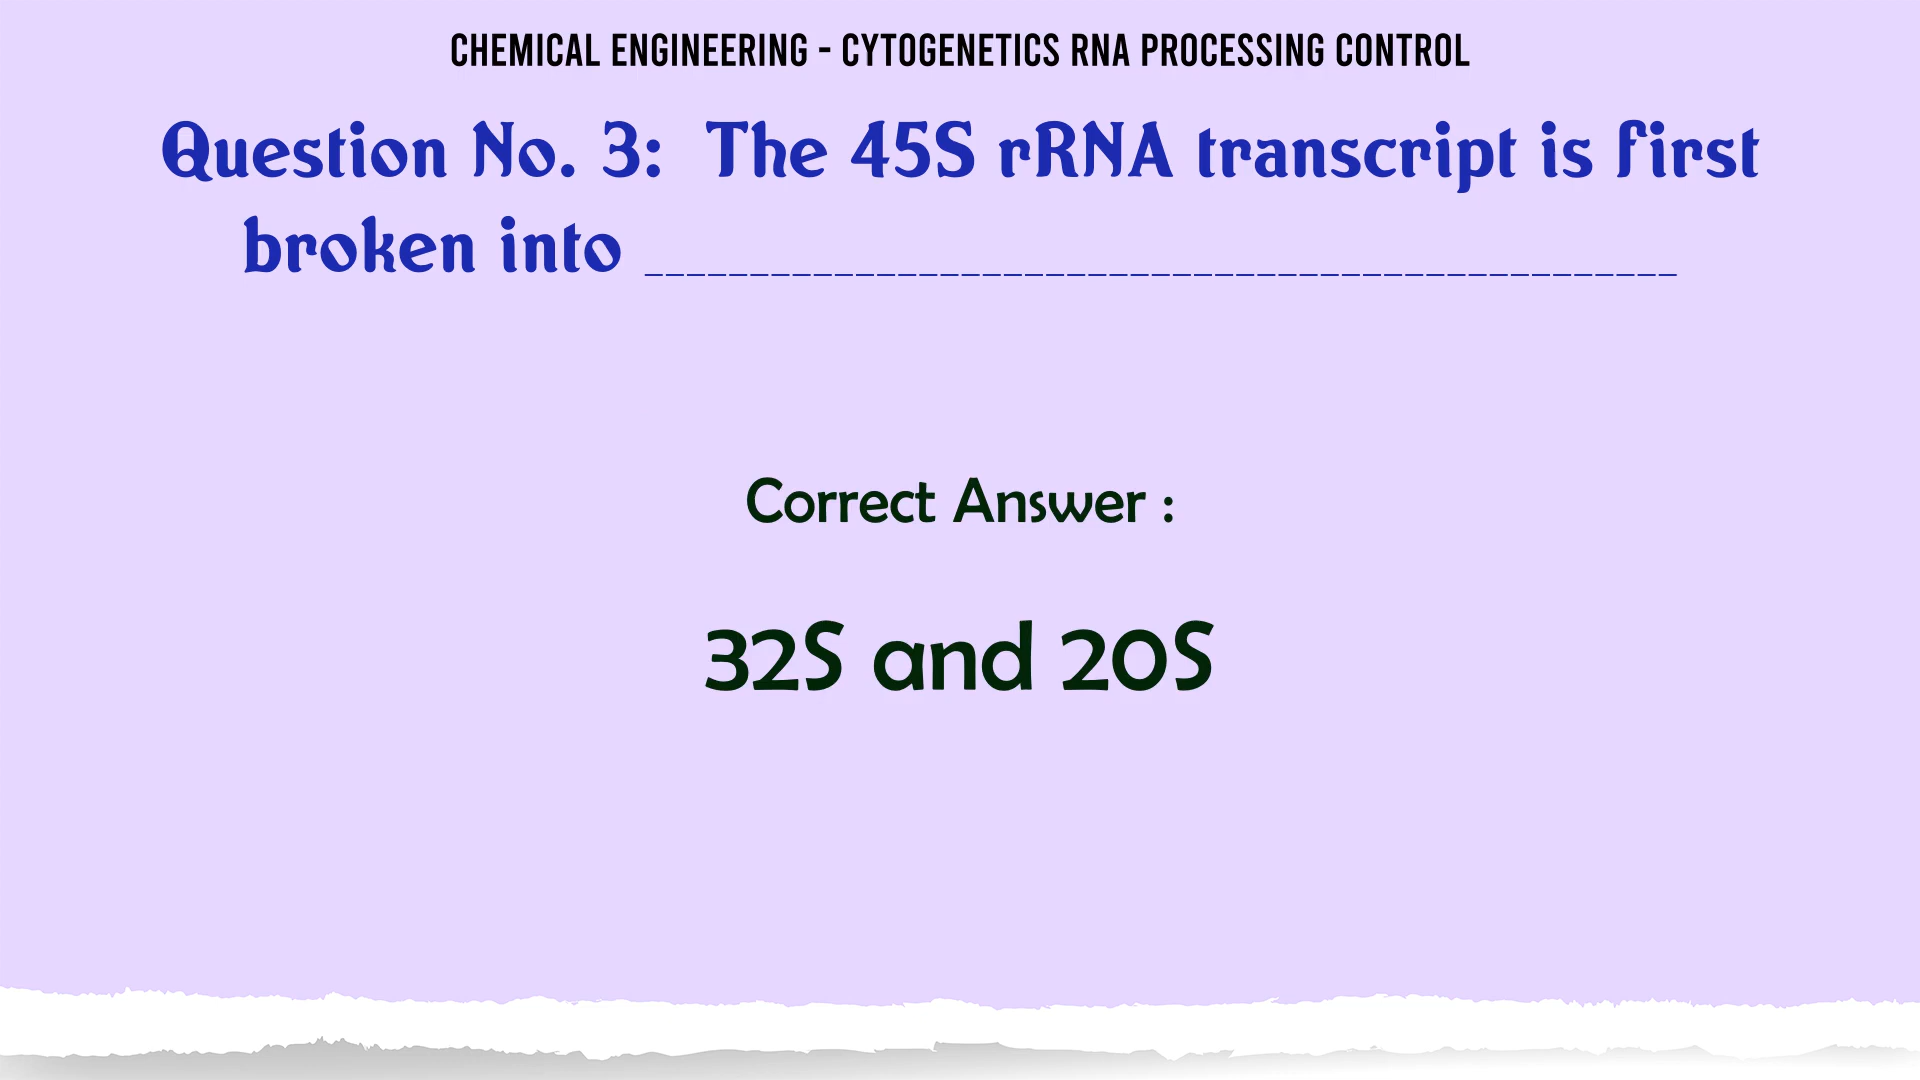 CHEMICAL ENGINEERING - CYTOGENETICS RNA PROCESSING CONTROL
Question No. 3: The 45S rRNA transcript is first
broken into _________________________________________________
Correct Answer :
32S and 20S